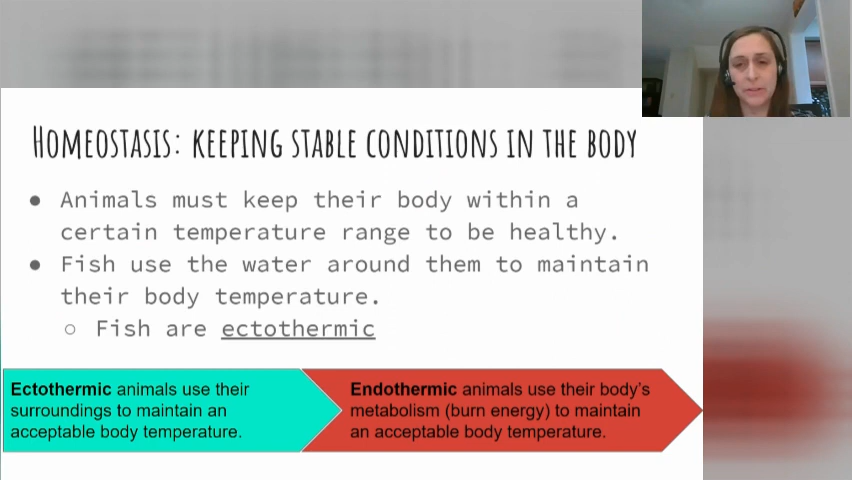 Homeostasis: keeping stable conditions in the body
● Animals must keep their body within a
certain temperature range to be healthy.
● Fish use the water around them to maintain
their body temperature.
○ Fish are ectothermic
Ectothermic animals use their
surroundings to maintain an
acceptable body temperature.
Endothermic animals use their body's
metabolism (burn energy) to maintain
an acceptable body temperature.